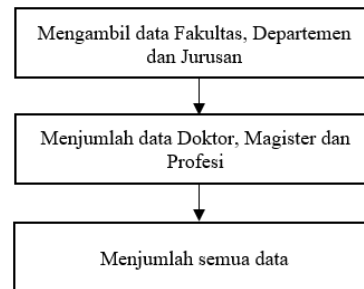 Mengambil data Fakultas, Departemen
dan Jurusan
Menjumlah data Doktor, Magister dan
Profesi
Menjumlah semua data